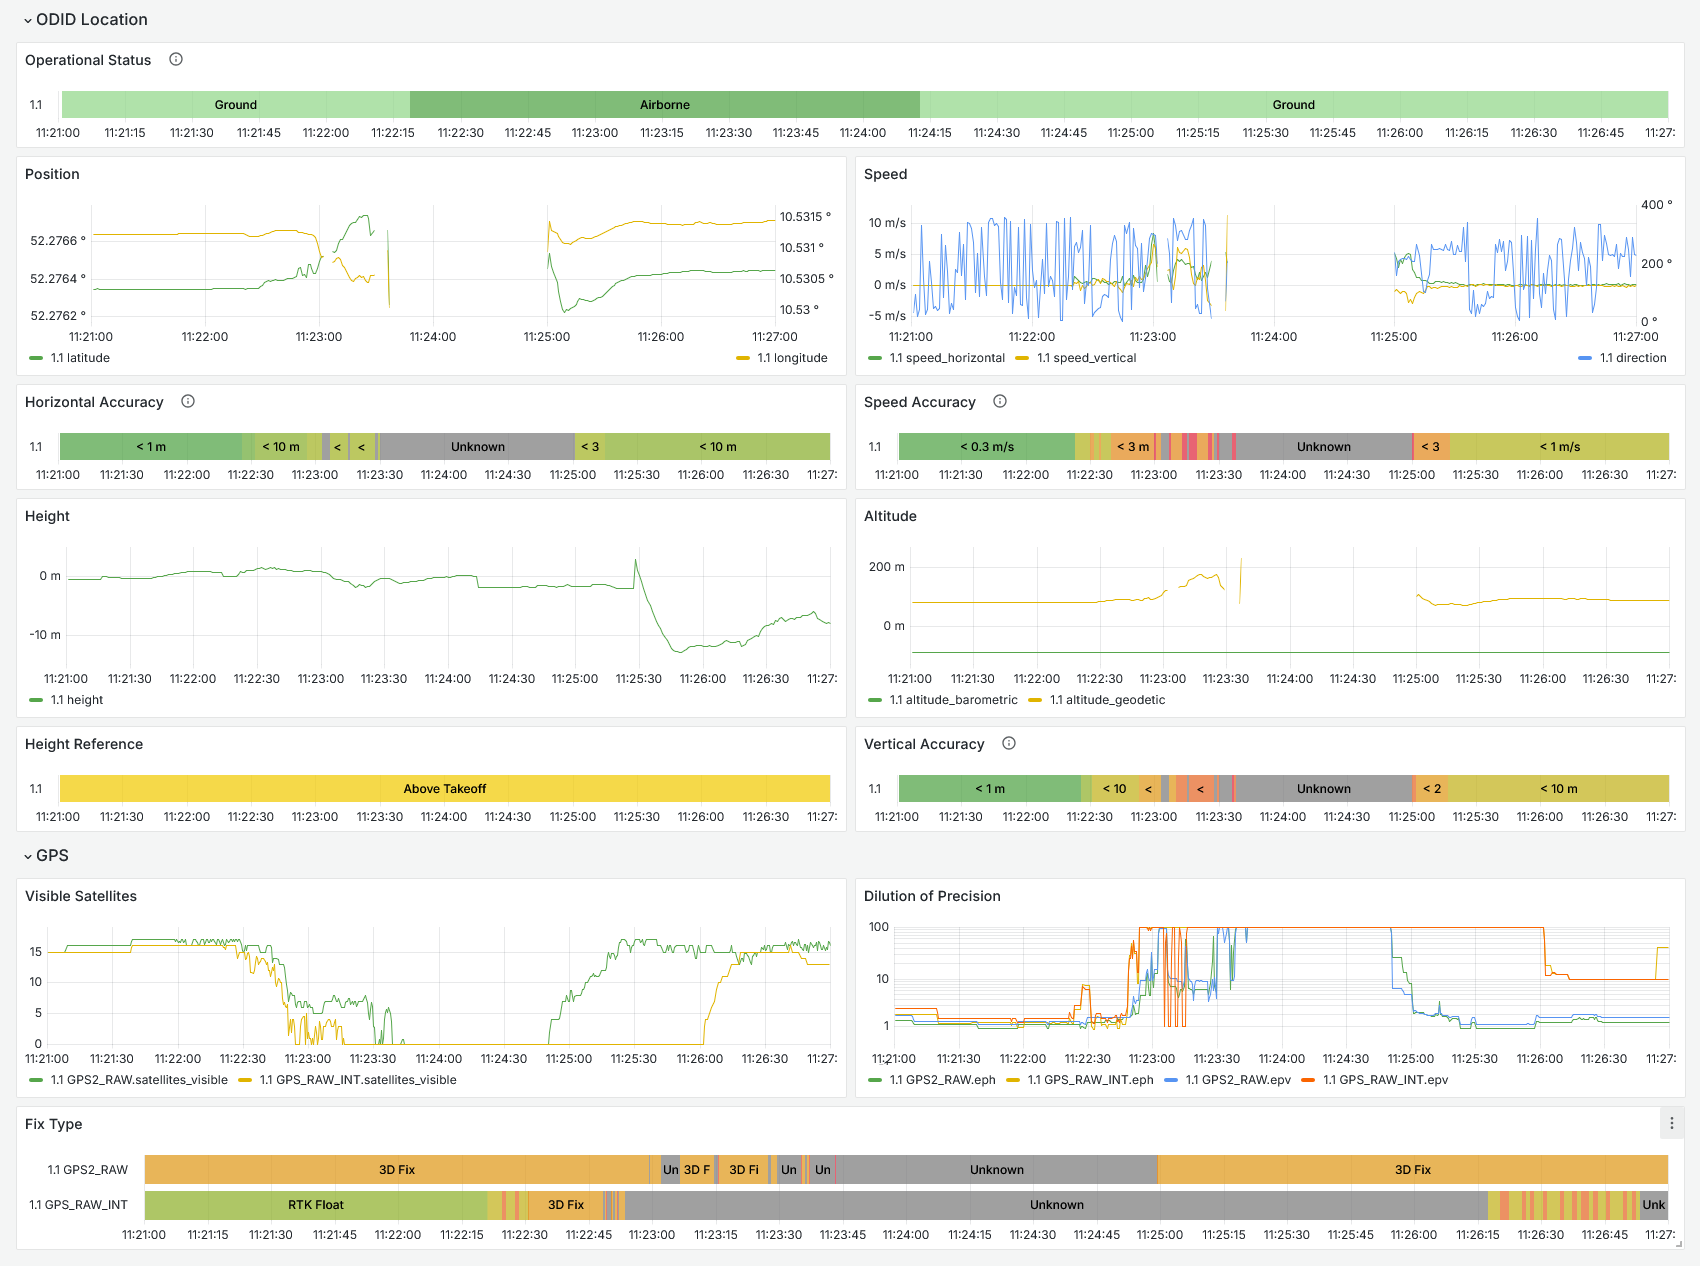 ODID Location
Operational Status
1.1 Ground Airborne Ground
11:21:00 11:21:15 11:21:30 11:21:45 11:22:00 11:22:15 11:22:30 11:22:45 11:23:00 11:23:15 11:23:30 11:23:45 11:24:00 11:24:15 11:24:30 11:24:45 11:25:00 11:25:15 11:25:30 11:25:45 11:26:00 11:26:15 11:26:30 11:26:45 11:27:
Position
52.2766 °
52.2764 °
52.2762 °
10.5315 °
10.531 °
10.5305 °
10.53 °
11:21:00 11:22:00 11:23:00 11:24:00 11:25:00 11:26:00 11:27:00
1.1 latitude 1.1 longitude
Speed
10 m/s
5 m/s
0 m/s
-5 m/s
400 °
200 °
0 °
11:21:00 11:22:00 11:23:00 11:24:00 11:25:00 11:26:00 11:27:00
1.1 speed_horizontal 1.1 speed_vertical 1.1 direction
Horizontal Accuracy
1.1 < 1 m < 10 m < < Unknown < 3 < 10 m
11:21:00 11:21:30 11:22:00 11:22:30 11:23:00 11:23:30 11:24:00 11:24:30 11:25:00 11:25:30 11:26:00 11:26:30 11:27:
Speed Accuracy
1.1 < 0.3 m/s < 3 m Unknown < 3 < 1 m/s
11:21:00 11:21:30 11:22:00 11:22:30 11:23:00 11:23:30 11:24:00 11:24:30 11:25:00 11:25:30 11:26:00 11:26:30 11:27:
Height
0 m
-10 m
11:21:00 11:21:30 11:22:00 11:22:30 11:23:00 11:23:30 11:24:00 11:24:30 11:25:00 11:25:30 11:26:00 11:26:30 11:27:
1.1 height
Altitude
200 m
0 m
11:21:00 11:21:30 11:22:00 11:22:30 11:23:00 11:23:30 11:24:00 11:24:30 11:25:00 11:25:30 11:26:00 11:26:30 11:27:
1.1 altitude_barometric 1.1 altitude_geodetic
Height Reference
1.1 Above Takeoff
11:21:00 11:21:30 11:22:00 11:22:30 11:23:00 11:23:30 11:24:00 11:24:30 11:25:00 11:25:30 11:26:00 11:26:30 11:27:
Vertical Accuracy
1.1 < 1 m < 10 < < Unknown < 2 < 10 m
11:21:00 11:21:30 11:22:00 11:22:30 11:23:00 11:23:30 11:24:00 11:24:30 11:25:00 11:25:30 11:26:00 11:26:30 11:27:
GPS
Visible Satellites
15
10
5
0
11:21:00 11:21:30 11:22:00 11:22:30 11:23:00 11:23:30 11:24:00 11:24:30 11:25:00 11:25:30 11:26:00 11:26:30 11:27:
1.1 GPS2_RAW.satellites_visible 1.1 GPS_RAW_INT.satellites_visible
Dilution of Precision
100
10
1
11:21:00 11:21:30 11:22:00 11:22:30 11:23:00 11:23:30 11:24:00 11:24:30 11:25:00 11:25:30 11:26:00 11:26:30 11:27:
1.1 GPS2_RAW.eph 1.1 GPS_RAW_INT.eph 1.1 GPS2_RAW.epv 1.1 GPS_RAW_INT.epv
Fix Type
1.1 GPS2_RAW 3D Fix Un 3D F 3D Fi Un Un Unknown 3D Fix
1.1 GPS_RAW_INT RTK Float 3D Fix Unknown Unk
11:21:00 11:21:15 11:21:30 11:21:45 11:22:00 11:22:15 11:22:30 11:22:45 11:23:00 11:23:15 11:23:30 11:23:45 11:24:00 11:24:15 11:24:30 11:24:45 11:25:00 11:25:15 11:25:30 11:25:45 11:26:00 11:26:15 11:26:30 11:26:45 11:27: